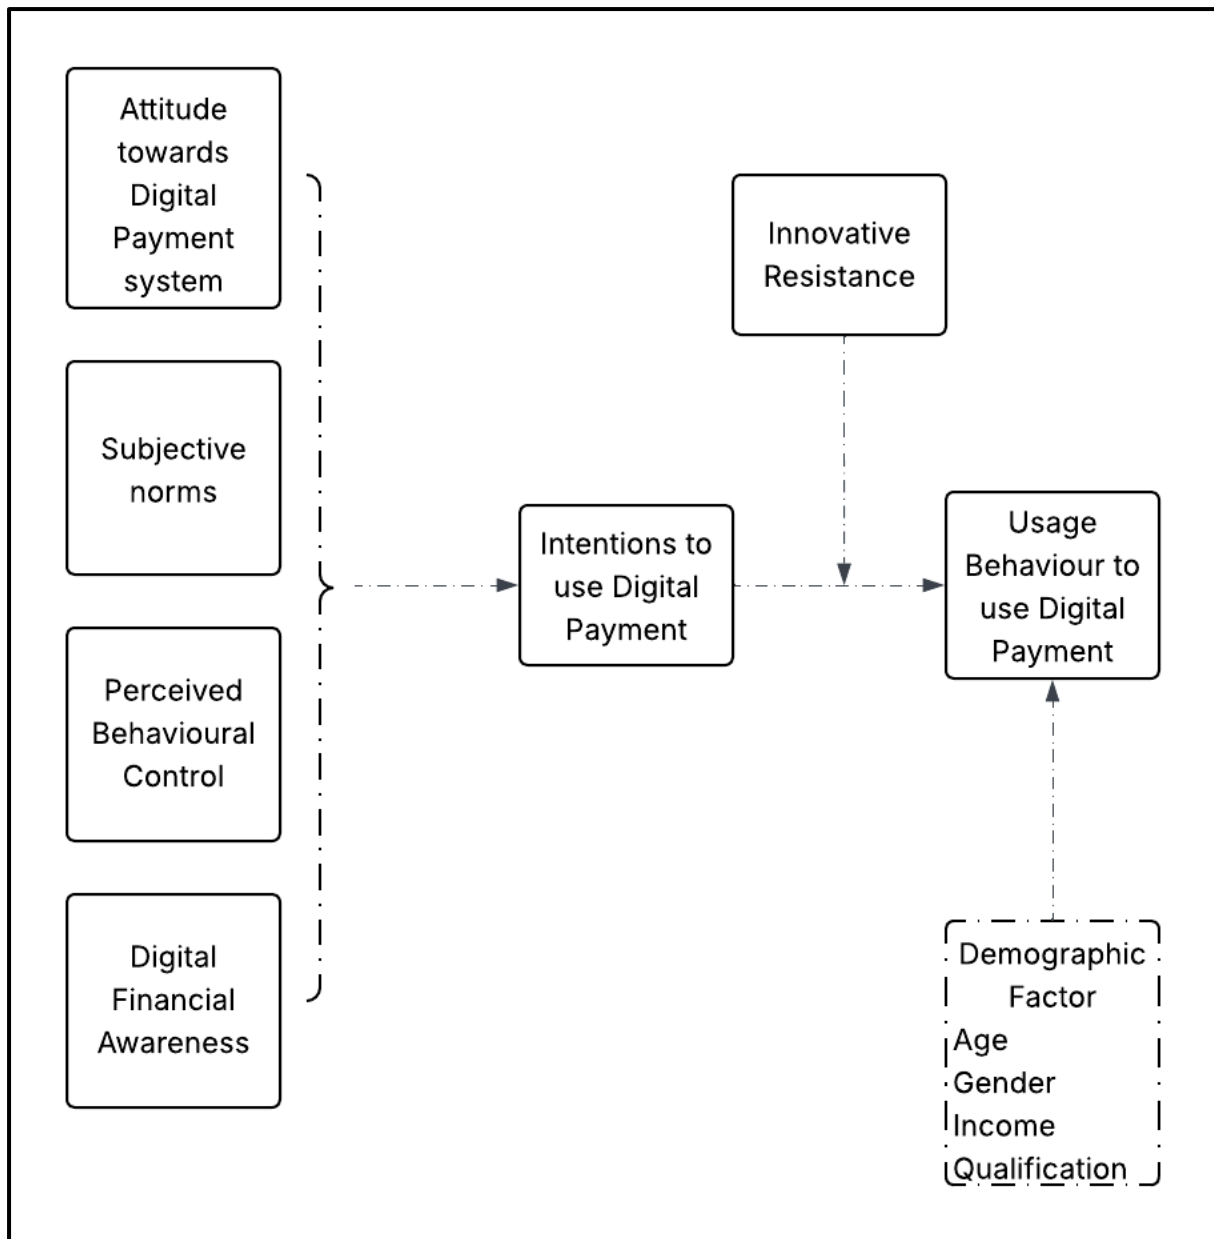 Attitude
towards
Digital
Payment
system
Subjective
norms
Perceived
Behavioural
Control
Digital
Financial
Awareness
Intentions to
use Digital
Payment
Innovative
Resistance
Usage
Behaviour to
use Digital
Payment
Demographic
Factor
Age
Gender
Income
Qualification